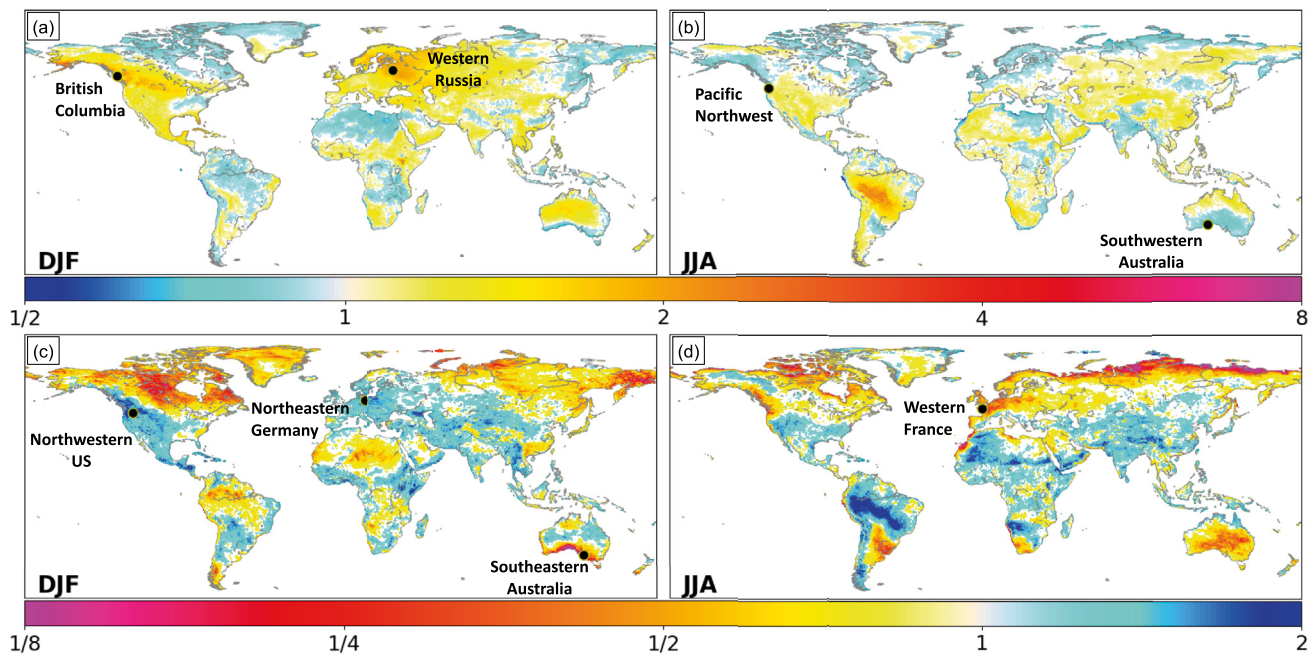 (a)
(b)
Western
Russia
British
Columbia
Pacific
Northwest
Southwestern
Australia
DJF
JJA
1/2
1
2
4
8
(c)
(d)
Northeastern
Germany
Northwestern
US
Western
France
Southeastern
Australia
DJF
JJA
1/8
1/4
1/2
1
2